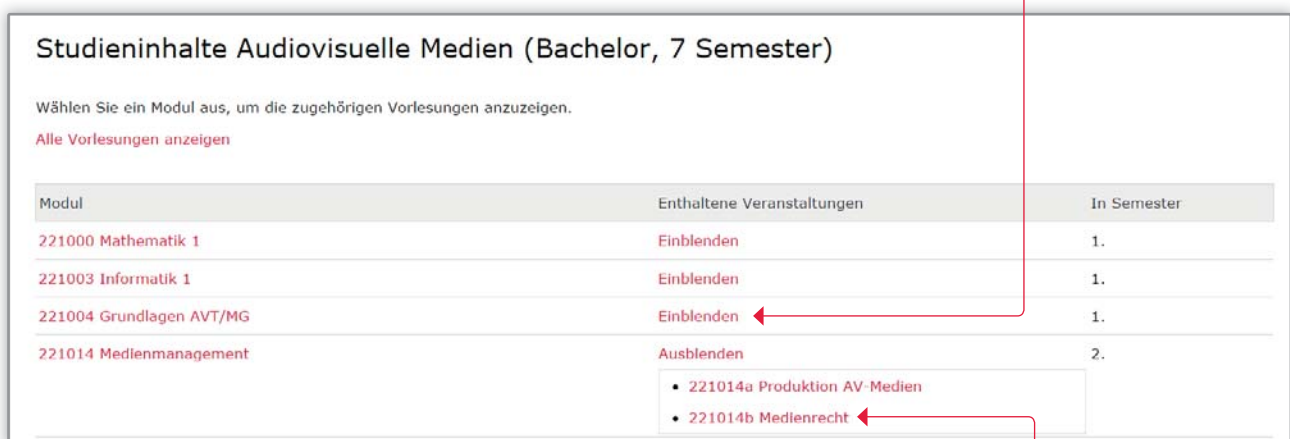 Studieninhalte Audiovisuelle Medien (Bachelor, 7 Semester)
Wählen Sie ein Modul aus, um die zugehörigen Vorlesungen anzuzeigen.
Alle Vorlesungen anzeigen
Modul Enthaltene Veranstaltungen In Semester
221000 Mathematik 1 Einblenden 1.
221003 Informatik 1 Einblenden 1.
221004 Grundlagen AVT/MG Einblenden 1.
221014 Medienmanagement Ausblenden 2.
• 221014a Produktion AV-Medien
• 221014b Medienrecht